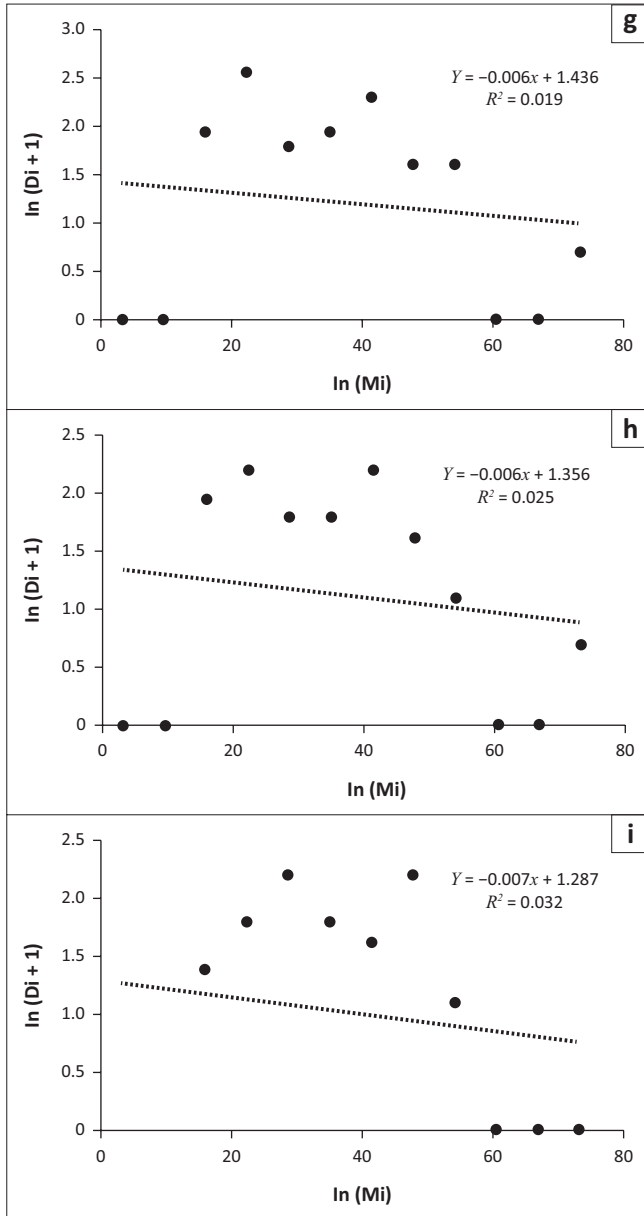 g
3.0
Y = −0.006x + 1.436
R² = 0.019
2.5
2.0
1.5
1.0
0.5
0.0
0 20 40 60 80
ln (Di + 1)
ln (Mi)
h
2.5
Y = −0.006x + 1.356
R² = 0.025
2.0
1.5
1.0
0.5
0
0 20 40 60 80
ln (Di + 1)
ln (Mi)
i
2.5
Y = −0.007x + 1.287
R² = 0.032
2.0
1.5
1.0
0.5
0.0
0 20 40 60 80
ln (Di + 1)
ln (Mi)